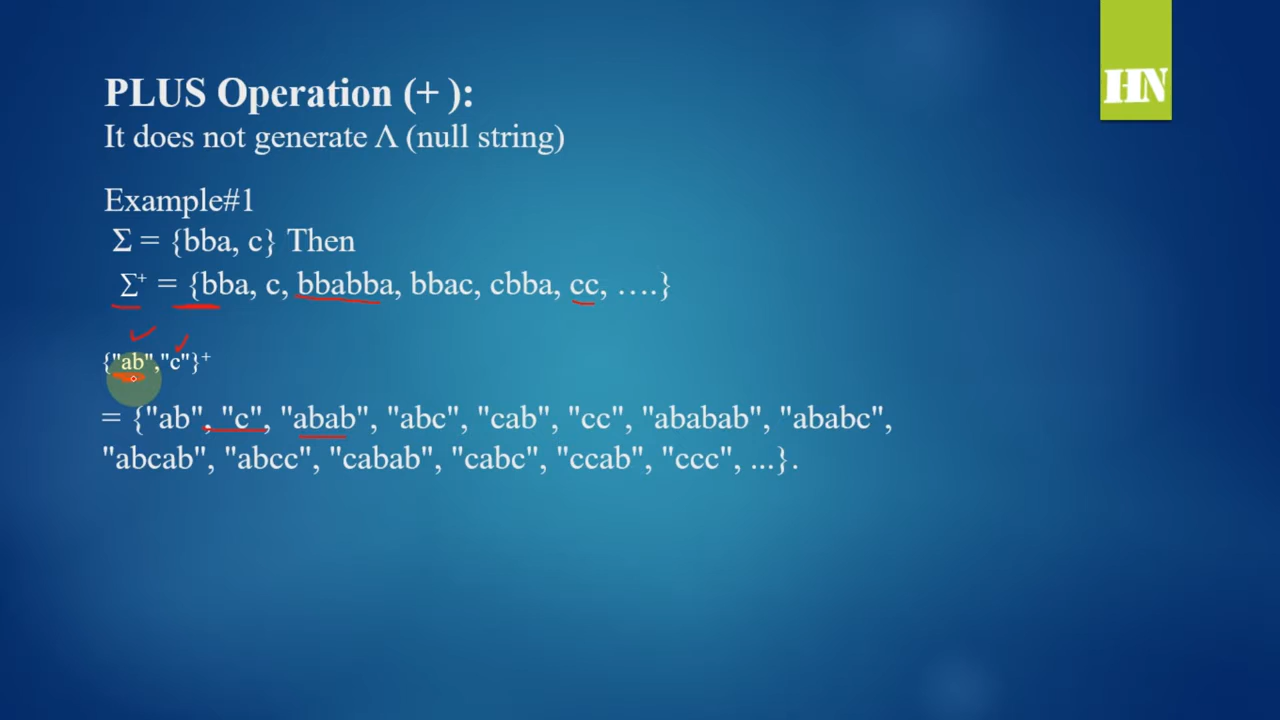 HN
PLUS Operation (+ ):
It does not generate Λ (null string)
Example#1
Σ = {bba, c} Then
Σ⁺ = {bba, c, bbabba, bbac, cbba, cc, ….}
{"ab","c"}⁺
= {"ab", "c", "abab", "abc", "cab", "cc", "ababab", "ababc",
"abcab", "abcc", "cabab", "cabc", "ccab", "ccc", ...}.